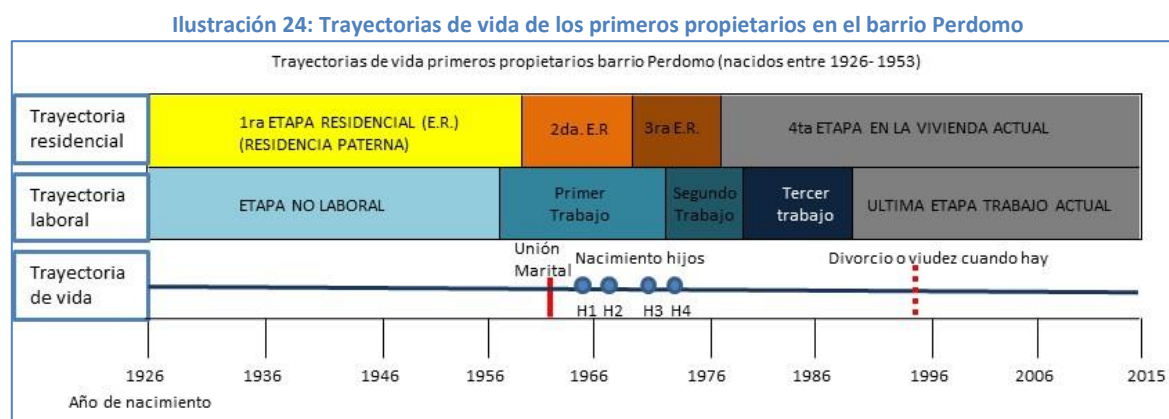 Ilustración 24: Trayectorias de vida de los primeros propietarios en el barrio Perdomo
Trayectorias de vida primeros propietarios barrio Perdomo (nacidos entre 1926- 1953)
Trayectoria
residencial
1ra ETAPA RESIDENCIAL (E.R.)
(RESIDENCIA PATERNA)
2da. E.R
3ra E.R.
4ta ETAPA EN LA VIVIENDA ACTUAL
Trayectoria
laboral
ETAPA NO LABORAL
Primer
Trabajo
Segundo
Trabajo
Tercer
trabajo
ULTIMA ETAPA TRABAJO ACTUAL
Trayectoria
de vida
Unión
Marital
Nacimiento hijos
Divorcio o viudez cuando hay
H1 H2 H3 H4
1926 1936 1946 1956 1966 1976 1986 1996 2006 2015
Año de nacimiento